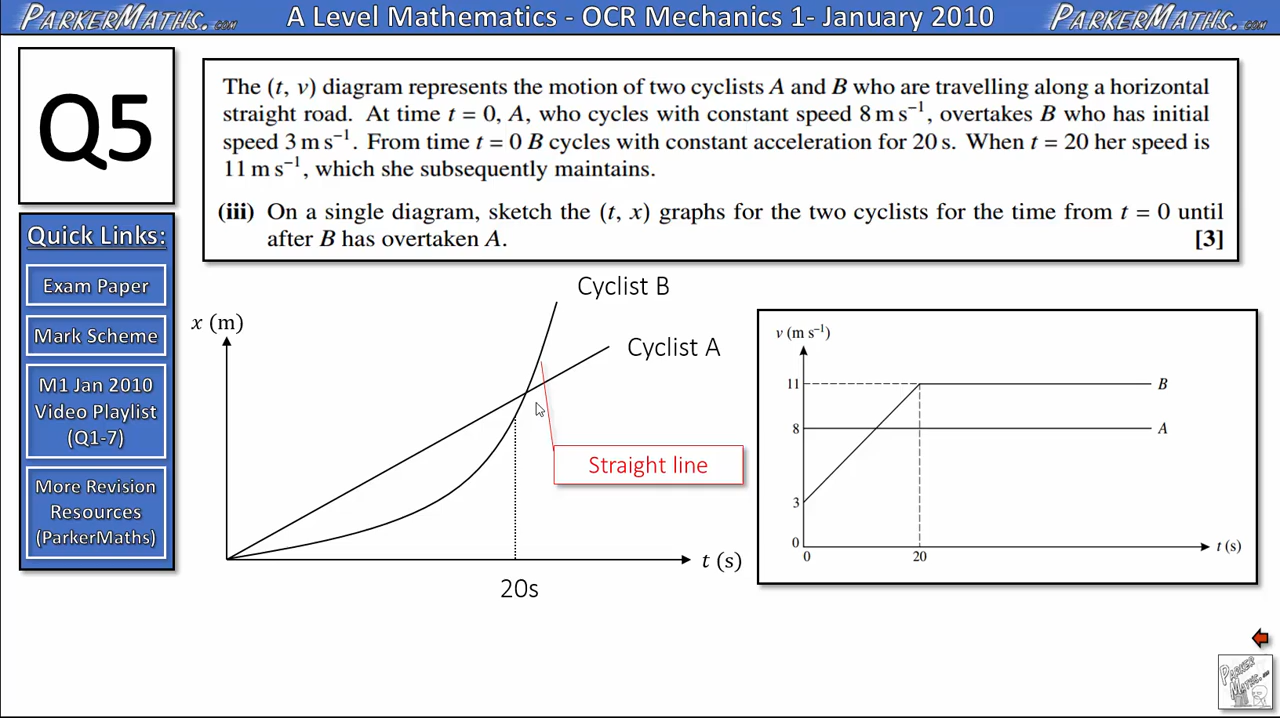 PARKERMATHS.COM
A Level Mathematics - OCR Mechanics 1- January 2010
PARKERMATHS.COM
Q5
The (t, v) diagram represents the motion of two cyclists A and B who are travelling along a horizontal
straight road. At time t = 0, A, who cycles with constant speed 8 m s⁻¹, overtakes B who has initial
speed 3 m s⁻¹. From time t = 0 B cycles with constant acceleration for 20 s. When t = 20 her speed is
11 m s⁻¹, which she subsequently maintains.
(iii) On a single diagram, sketch the (t, x) graphs for the two cyclists for the time from t = 0 until
after B has overtaken A. [3]
Quick Links:
Exam Paper
Mark Scheme
M1 Jan 2010
Video Playlist
(Q1-7)
More Revision
Resources
(ParkerMaths)
x (m)
Cyclist B
Cyclist A
Straight line
t (s)
20s
v (m s⁻¹)
11
B
8
A
3
0
0
20
t (s)
PARKER
MATHS.COM